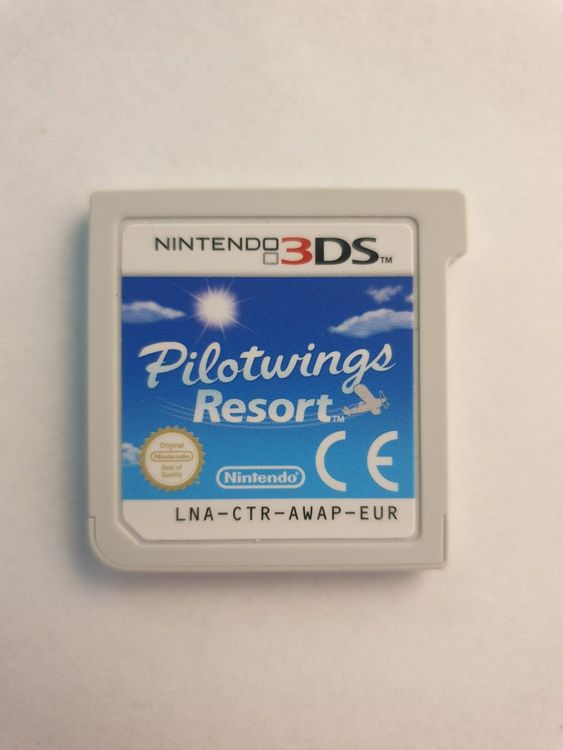 NINTENDO 3DS™
Pilotwings
Resort™
Original
Nintendo
Seal of
Quality
Nintendo®
CE
LNA-CTR-AWAP-EUR